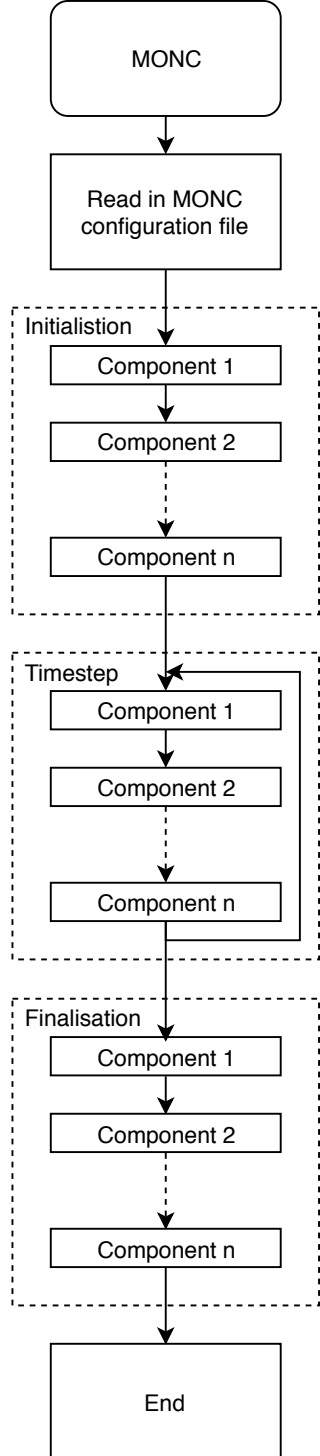 MONC
Read in MONC
configuration file
Initialistion
Component 1
Component 2
Component n
Timestep
Component 1
Component 2
Component n
Finalisation
Component 1
Component 2
Component n
End